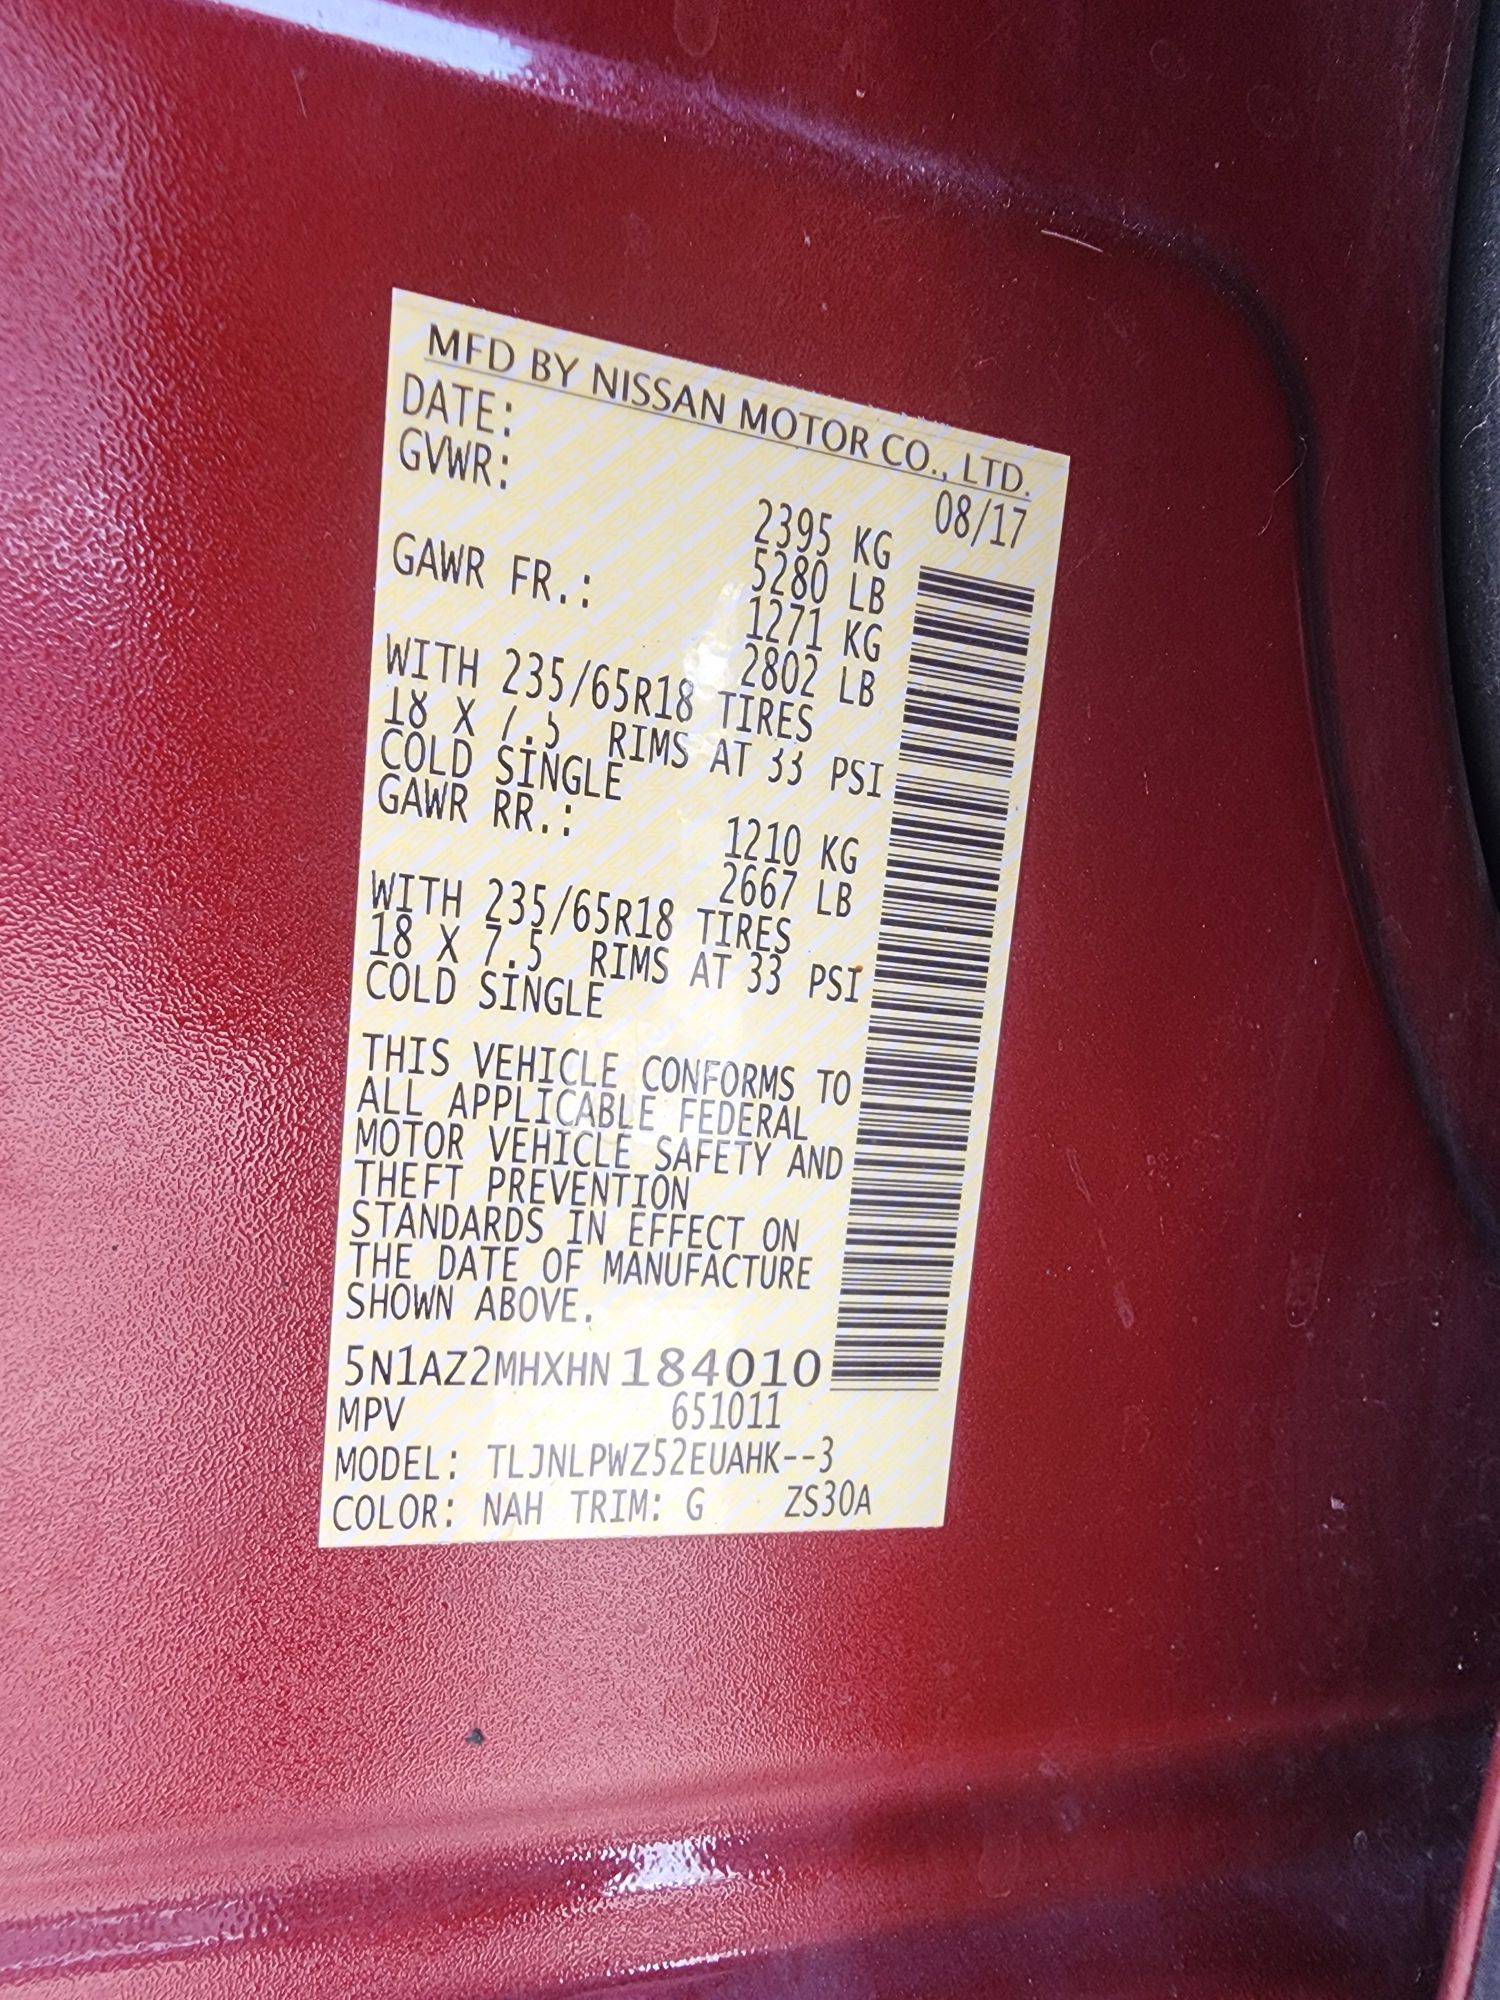 MFD BY NISSAN MOTOR CO., LTD.
DATE: 08/17
GVWR: 2395 KG
5280 LB
GAWR FR.: 1271 KG
2802 LB
WITH 235/65R18 TIRES
18 X 7.5 RIMS AT 33 PSI
COLD SINGLE
GAWR RR.: 1210 KG
2667 LB
WITH 235/65R18 TIRES
18 X 7.5 RIMS AT 33 PSI
COLD SINGLE
THIS VEHICLE CONFORMS TO
ALL APPLICABLE FEDERAL
MOTOR VEHICLE SAFETY AND
THEFT PREVENTION
STANDARDS IN EFFECT ON
THE DATE OF MANUFACTURE
SHOWN ABOVE.
5N1AZ2MHXHN184010
MPV 651011
MODEL: TLJNLPWZ52EUAHK--3
COLOR: NAH TRIM: G ZS30A